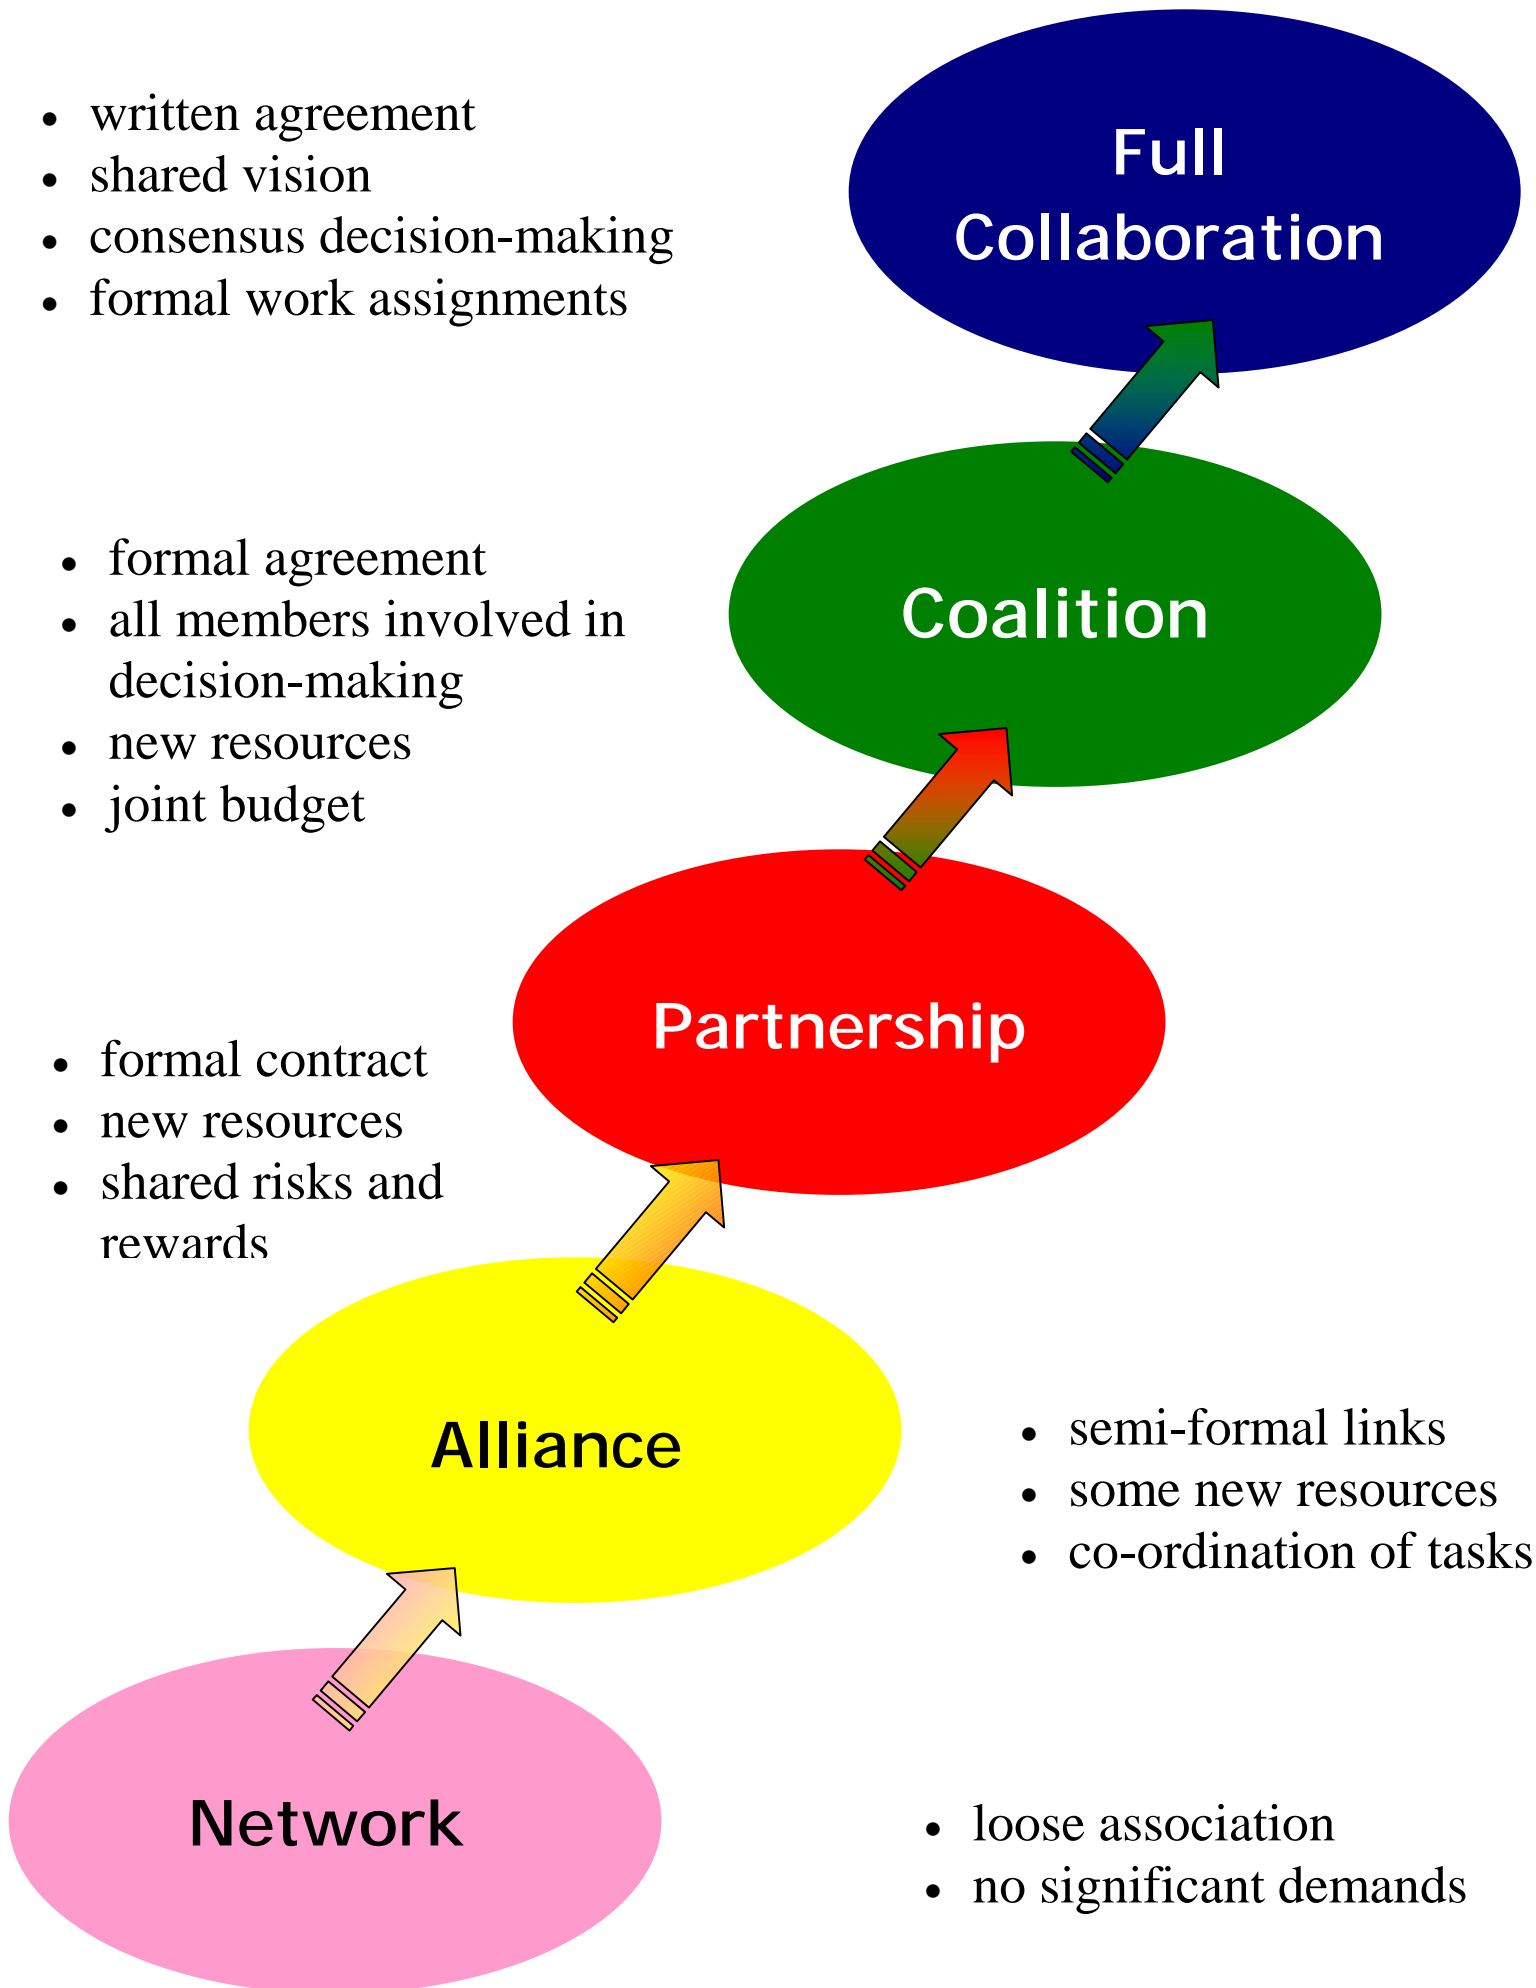 • written agreement
• shared vision
• consensus decision-making
• formal work assignments
Full
Collaboration
• formal agreement
• all members involved in
decision-making
• new resources
• joint budget
Coalition
Partnership
• formal contract
• new resources
• shared risks and
rewards
Alliance
• semi-formal links
• some new resources
• co-ordination of tasks
Network
• loose association
• no significant demands